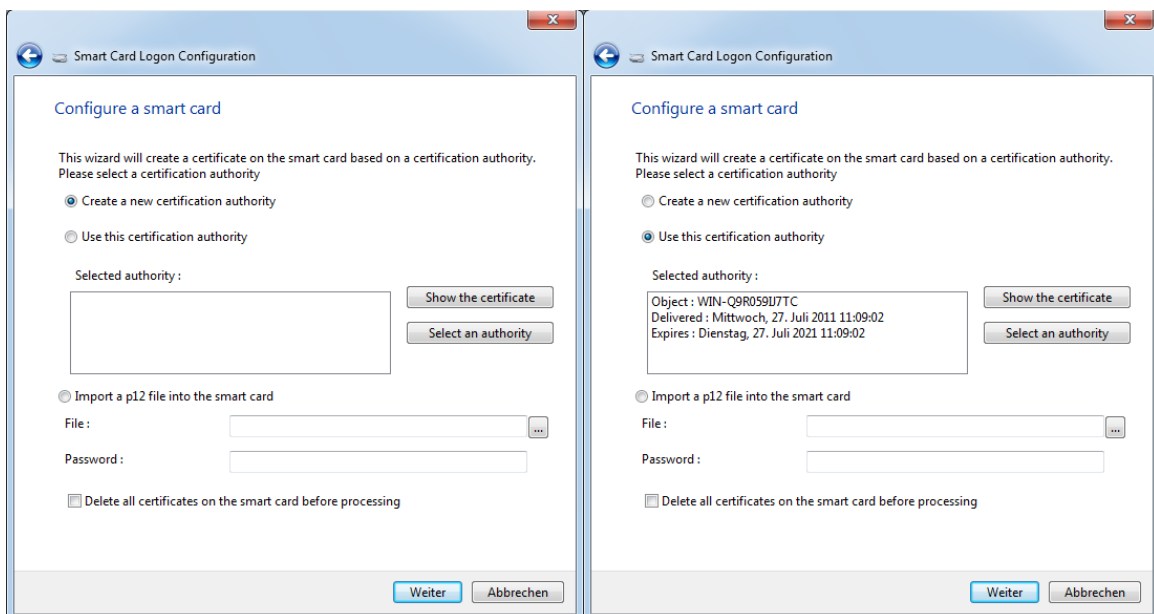 Smart Card Logon Configuration
Configure a smart card
This wizard will create a certificate on the smart card based on a certification authority.
Please select a certification authority
Create a new certification authority
Use this certification authority
Selected authority :
Show the certificate
Select an authority
Import a p12 file into the smart card
File :
...
Password :
Delete all certificates on the smart card before processing
Weiter
Abbrechen
Smart Card Logon Configuration
Configure a smart card
This wizard will create a certificate on the smart card based on a certification authority.
Please select a certification authority
Create a new certification authority
Use this certification authority
Selected authority :
Object : WIN-Q9R059IJ7TC
Delivered : Mittwoch, 27. Juli 2011 11:09:02
Expires : Dienstag, 27. Juli 2021 11:09:02
Show the certificate
Select an authority
Import a p12 file into the smart card
File :
...
Password :
Delete all certificates on the smart card before processing
Weiter
Abbrechen